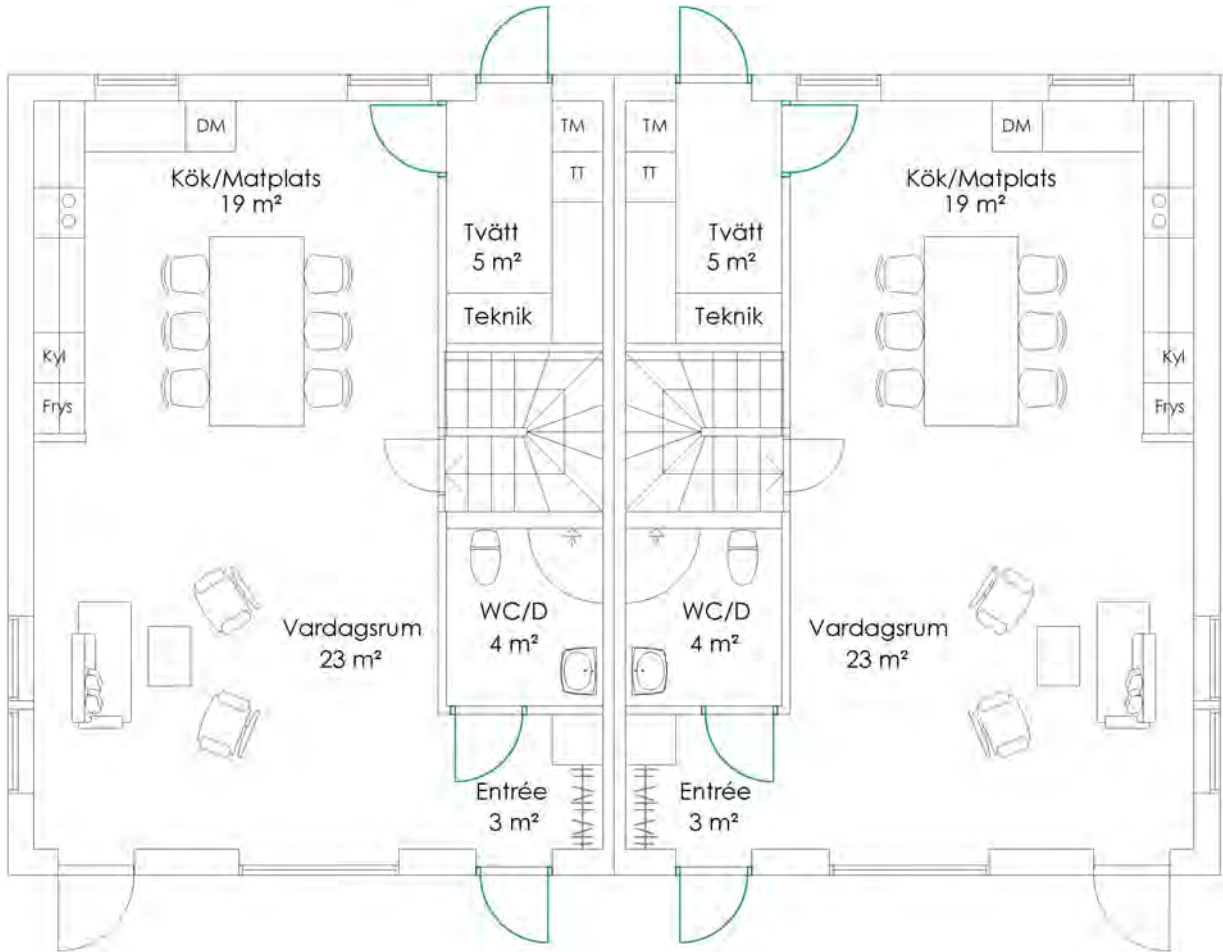 DM
TM
TM
DM
TT
TT
Kök/Matplats
19 m²
Kök/Matplats
19 m²
Tvätt
5 m²
Tvätt
5 m²
Teknik
Teknik
Kyl
Kyl
Frys
Frys
WC/D
4 m²
WC/D
4 m²
Vardagsrum
23 m²
Vardagsrum
23 m²
Entrée
3 m²
Entrée
3 m²